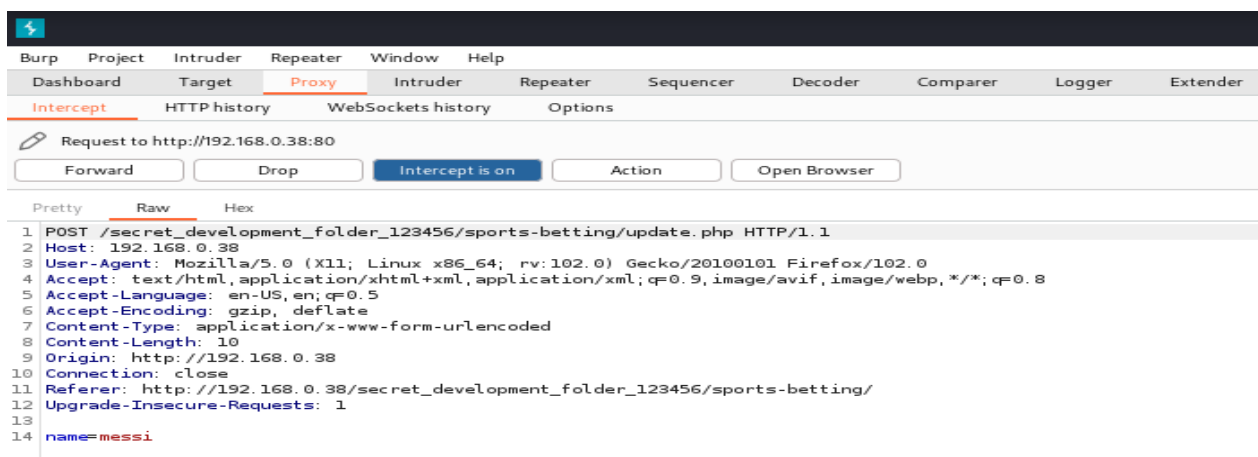 Burp Project Intruder Repeater Window Help
Dashboard Target Proxy Intruder Repeater Sequencer Decoder Comparer Logger Extender
Intercept HTTP history WebSockets history Options
Request to http://192.168.0.38:80
Forward Drop Intercept is on Action Open Browser
Pretty Raw Hex
1 POST /secret_development_folder_123456/sports-betting/update.php HTTP/1.1
2 Host: 192.168.0.38
3 User-Agent: Mozilla/5.0 (X11; Linux x86_64; rv:102.0) Gecko/20100101 Firefox/102.0
4 Accept: text/html,application/xhtml+xml,application/xml;q=0.9,image/avif,image/webp,*/*;q=0.8
5 Accept-Language: en-US,en;q=0.5
6 Accept-Encoding: gzip, deflate
7 Content-Type: application/x-www-form-urlencoded
8 Content-Length: 10
9 Origin: http://192.168.0.38
10 Connection: close
11 Referer: http://192.168.0.38/secret_development_folder_123456/sports-betting/
12 Upgrade-Insecure-Requests: 1
13
14 name=messi